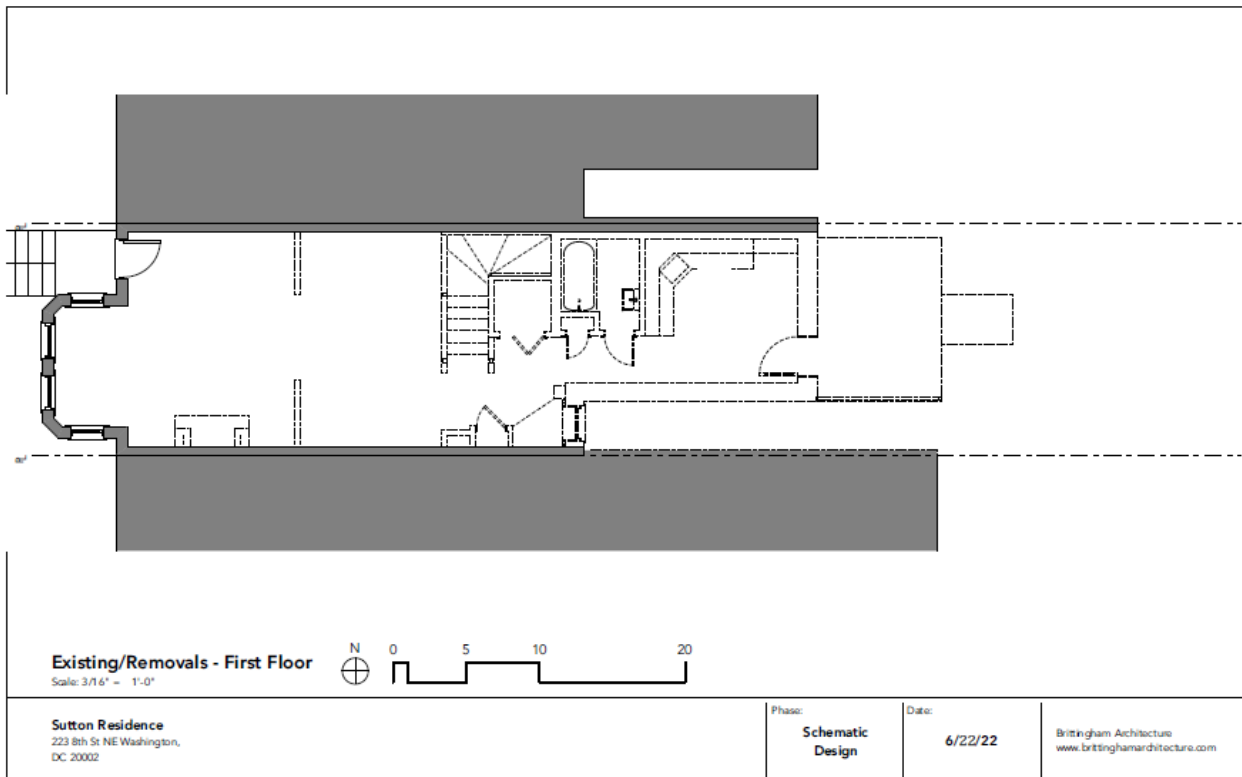 Existing/Removals - First Floor
Scale: 3/16" = 1'-0"
N
0 5 10 20
Sutton Residence
223 8th St NE Washington,
DC 20002
Phase:
Schematic
Design
Date:
6/22/22
Brittingham Architecture
www.brittinghamarchitecture.com